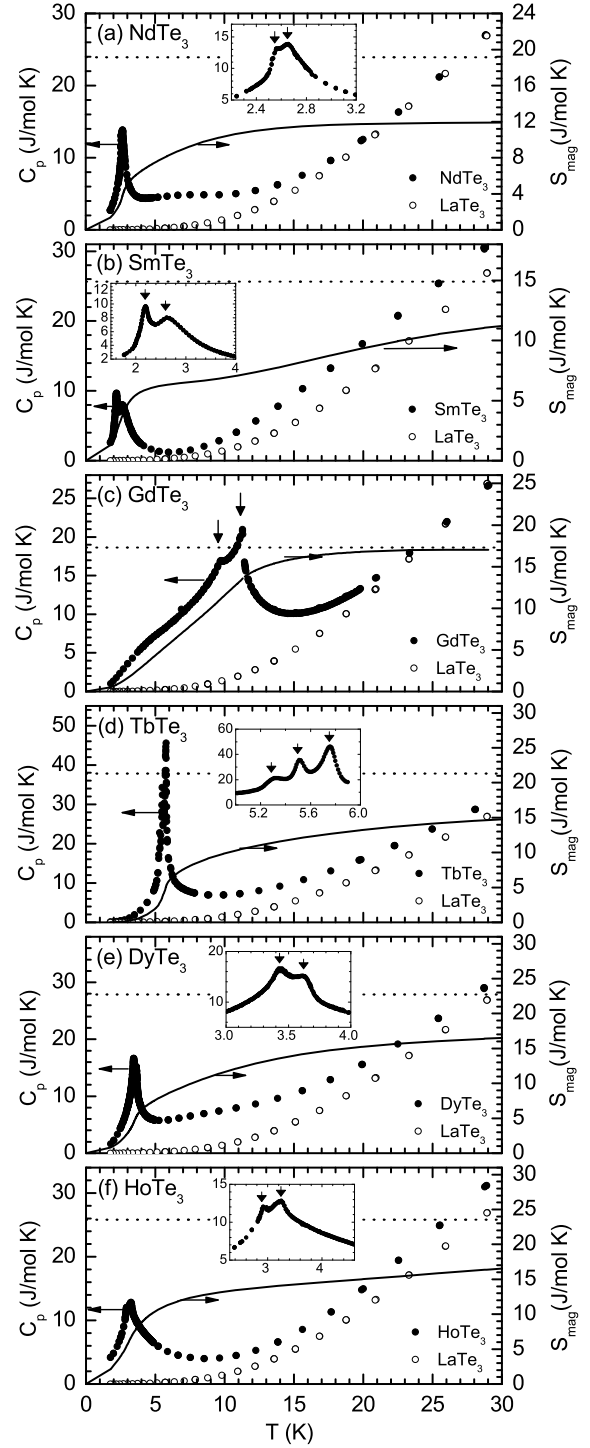 (a) NdTe3
C_p (J/mol K)
S_mag (J/mol K)
0 10 20 30
0 4 8 12 16 20 24
5 10 15
2.4 2.8 3.2
NdTe3
LaTe3
(b) SmTe3
C_p (J/mol K)
S_mag (J/mol K)
0 10 20 30
0 5 10 15
2 4 6 8 10 12
2 3 4
SmTe3
LaTe3
(c) GdTe3
C_p (J/mol K)
S_mag (J/mol K)
0 5 10 15 20 25
0 5 10 15 20 25
GdTe3
LaTe3
(d) TbTe3
C_p (J/mol K)
S_mag (J/mol K)
0 10 20 30 40 50
0 5 10 15 20 25 30
0 20 40 60
5.2 5.6 6.0
TbTe3
LaTe3
(e) DyTe3
C_p (J/mol K)
S_mag (J/mol K)
0 10 20 30
0 5 10 15 20 25 30
10 20
3.0 3.5 4.0
DyTe3
LaTe3
(f) HoTe3
C_p (J/mol K)
S_mag (J/mol K)
0 10 20 30
0 5 10 15 20 25 30
5 10 15
3 4
HoTe3
LaTe3
0 5 10 15 20 25 30
T (K)